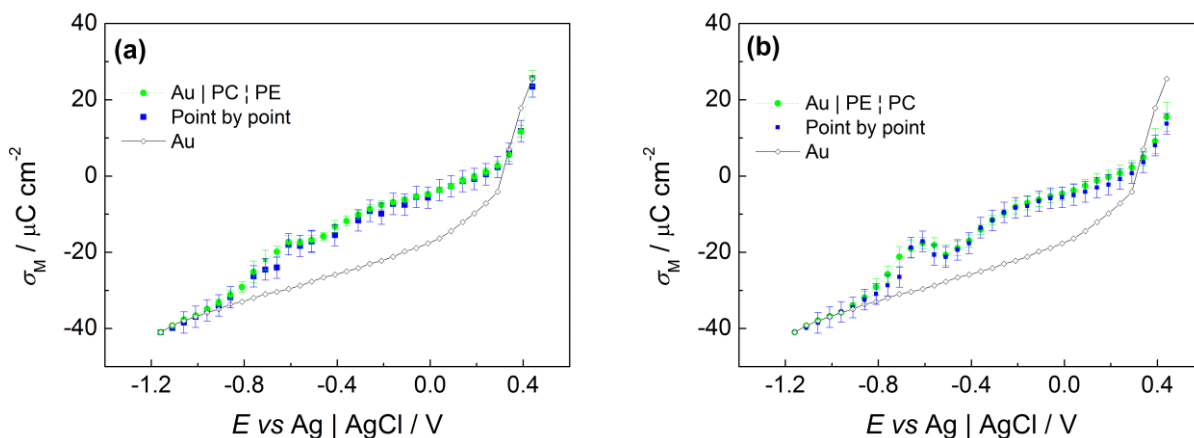 (a)
Au | PC ¦ PE
Point by point
Au
40
20
0
-20
-40
σM / μC cm-2
-1.2 -0.8 -0.4 0.0 0.4
E vs Ag | AgCl / V
(b)
Au | PE ¦ PC
Point by point
Au
40
20
0
-20
-40
σM / μC cm-2
-1.2 -0.8 -0.4 0.0 0.4
E vs Ag | AgCl / V